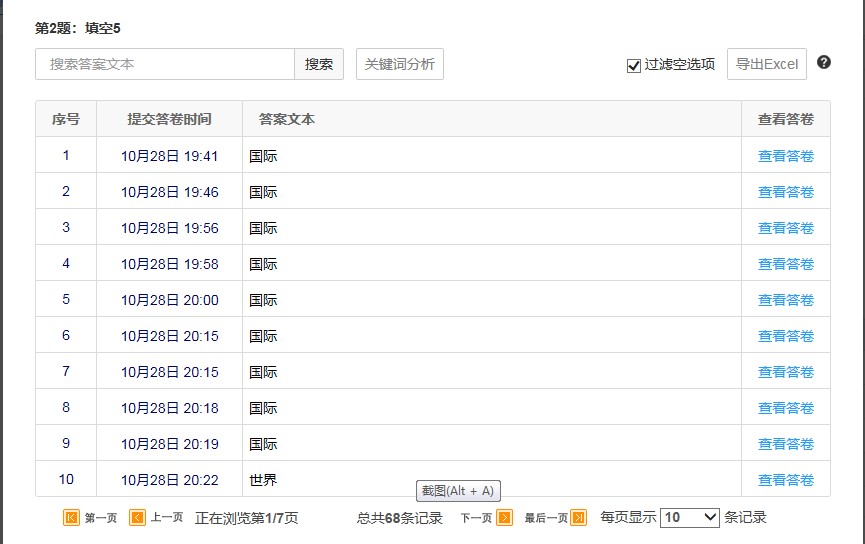 第2题：填空5
搜索答案文本 搜索 关键词分析 过滤空选项 导出Excel ?
序号 提交答卷时间 答案文本 查看答卷
1 10月28日 19:41 国际 查看答卷
2 10月28日 19:46 国际 查看答卷
3 10月28日 19:56 国际 查看答卷
4 10月28日 19:58 国际 查看答卷
5 10月28日 20:00 国际 查看答卷
6 10月28日 20:15 国际 查看答卷
7 10月28日 20:15 国际 查看答卷
8 10月28日 20:18 国际 查看答卷
9 10月28日 20:19 国际 查看答卷
10 10月28日 20:22 世界 查看答卷
截图(Alt + A)
第一页 上一页 正在浏览第1/7页 总共68条记录 下一页 最后一页 每页显示 10 条记录